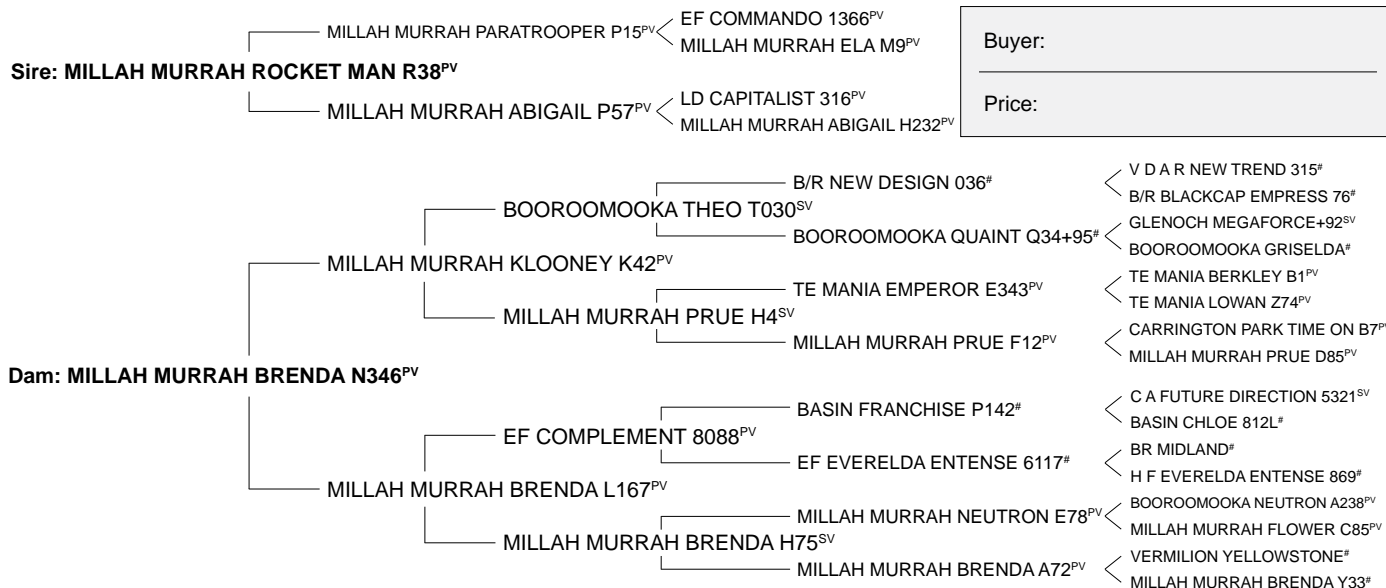 MILLAH MURRAH PARATROOPER P15PV
EF COMMANDO 1366PV
MILLAH MURRAH ELA M9PV
Sire: MILLAH MURRAH ROCKET MAN R38PV
MILLAH MURRAH ABIGAIL P57PV
LD CAPITALIST 316PV
MILLAH MURRAH ABIGAIL H232PV
Buyer:
Price:
B/R NEW DESIGN 036#
V D A R NEW TREND 315#
B/R BLACKCAP EMPRESS 76#
BOOROOMOOKA THEO T030SV
BOOROOMOOKA QUAINT Q34+95#
GLENOCH MEGAFORCE+92SV
BOOROOMOOKA GRISELDA#
MILLAH MURRAH KLOONEY K42PV
TE MANIA EMPEROR E343PV
TE MANIA BERKLEY B1PV
TE MANIA LOWAN Z74PV
MILLAH MURRAH PRUE H4SV
MILLAH MURRAH PRUE F12PV
CARRINGTON PARK TIME ON B7PV
MILLAH MURRAH PRUE D85PV
Dam: MILLAH MURRAH BRENDA N346PV
BASIN FRANCHISE P142#
C A FUTURE DIRECTION 5321SV
BASIN CHLOE 812L#
EF COMPLEMENT 8088PV
EF EVERELDA ENTENSE 6117#
BR MIDLAND#
H F EVERELDA ENTENSE 869#
MILLAH MURRAH BRENDA L167PV
MILLAH MURRAH NEUTRON E78PV
BOOROOMOOKA NEUTRON A238PV
MILLAH MURRAH FLOWER C85PV
MILLAH MURRAH BRENDA H75SV
MILLAH MURRAH BRENDA A72PV
VERMILION YELLOWSTONE#
MILLAH MURRAH BRENDA Y33#